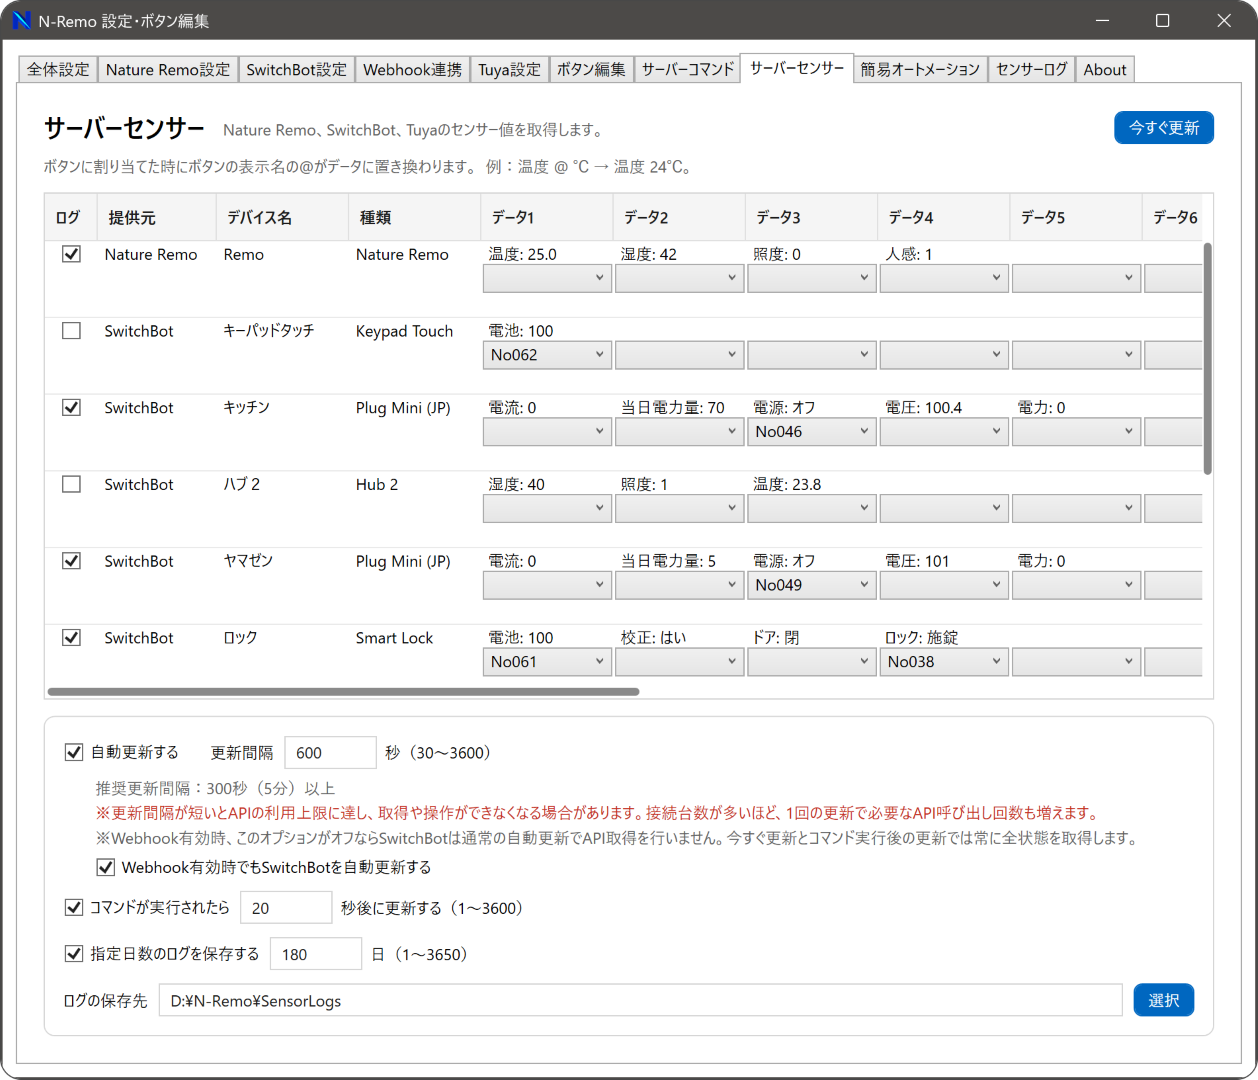 N-Remo 設定・ボタン編集
全体設定 Nature Remo設定 SwitchBot設定 Webhook連携 Tuya設定 ボタン編集 サーバーコマンド サーバーセンサー 簡易オートメーション センサーログ About
サーバーセンサー Nature Remo、SwitchBot、Tuyaのセンサー値を取得します。 今すぐ更新
ボタンに割り当てた時にボタンの表示名の@がデータに置き換わります。 例：温度 @ ℃ → 温度 24℃。
ログ 提供元 デバイス名 種類 データ1 データ2 データ3 データ4 データ5 データ6
Nature Remo Remo Nature Remo 温度: 25.0 湿度: 42 照度: 0 人感: 1
SwitchBot キーパッドタッチ Keypad Touch 電池: 100
No062
SwitchBot キッチン Plug Mini (JP) 電流: 0 当日電力量: 70 電源: オフ 電圧: 100.4 電力: 0
No046
SwitchBot ハブ 2 Hub 2 湿度: 40 照度: 1 温度: 23.8
SwitchBot ヤマゼン Plug Mini (JP) 電流: 0 当日電力量: 5 電源: オフ 電圧: 101 電力: 0
No049
SwitchBot ロック Smart Lock 電池: 100 校正: はい ドア: 閉 ロック: 施錠
No061 No038
自動更新する 更新間隔 600 秒（30～3600）
推奨更新間隔：300秒（5分）以上
※更新間隔が短いとAPIの利用上限に達し、取得や操作ができなくなる場合があります。接続台数が多いほど、1回の更新で必要なAPI呼び出し回数も増えます。
※Webhook有効時、このオプションがオフならSwitchBotは通常の自動更新でAPI取得を行いません。今すぐ更新とコマンド実行後の更新では常に全状態を取得します。
Webhook有効時でもSwitchBotを自動更新する
コマンドが実行されたら 20 秒後に更新する（1～3600）
指定日数のログを保存する 180 日（1～3650）
ログの保存先 D:¥N-Remo¥SensorLogs 選択